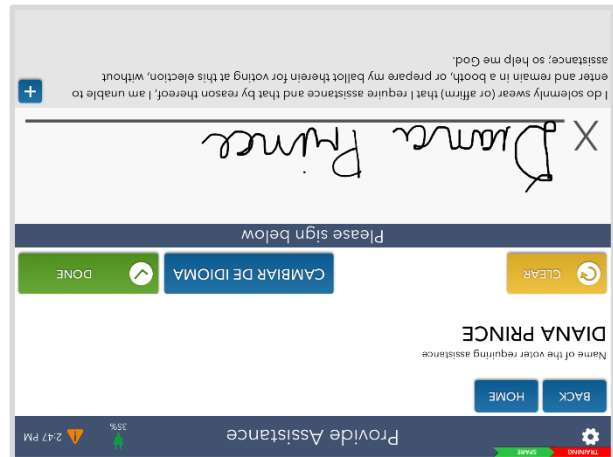 TRAINING SPARE
Provide Assistance 35% 2:47 PM
BACK HOME
Name of the voter requiring assistance
DIANA PRINCE
CLEAR CAMBIAR DE IDIOMA DONE
Please sign below
X Diana Prince
I do solemnly swear (or affirm) that I require assistance and that by reason thereof, I am unable to
enter and remain in a booth, or prepare my ballot therein for voting at this election, without
assistance; so help me God.
+